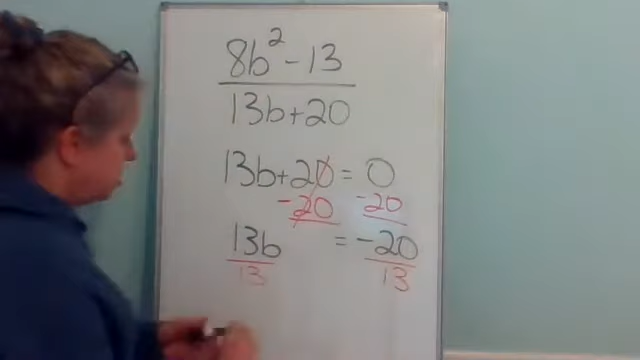 8b² - 13
13b + 20
13b + 20 = 0
- 20 - 20
13b = - 20
13 13